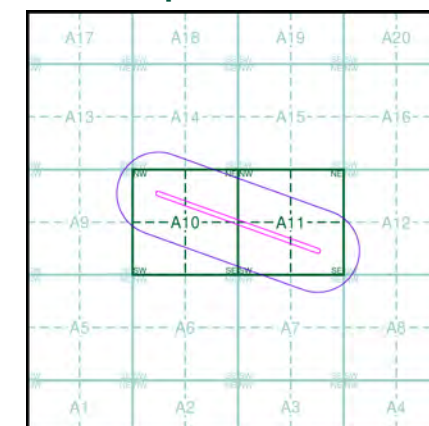 A17 A18 A19 A20
A13 A14 A15 A16
NW NE NW NE
A9 A10 A11 A12
SW SE SW SE
A5 A6 A7 A8
A1 A2 A3 A4